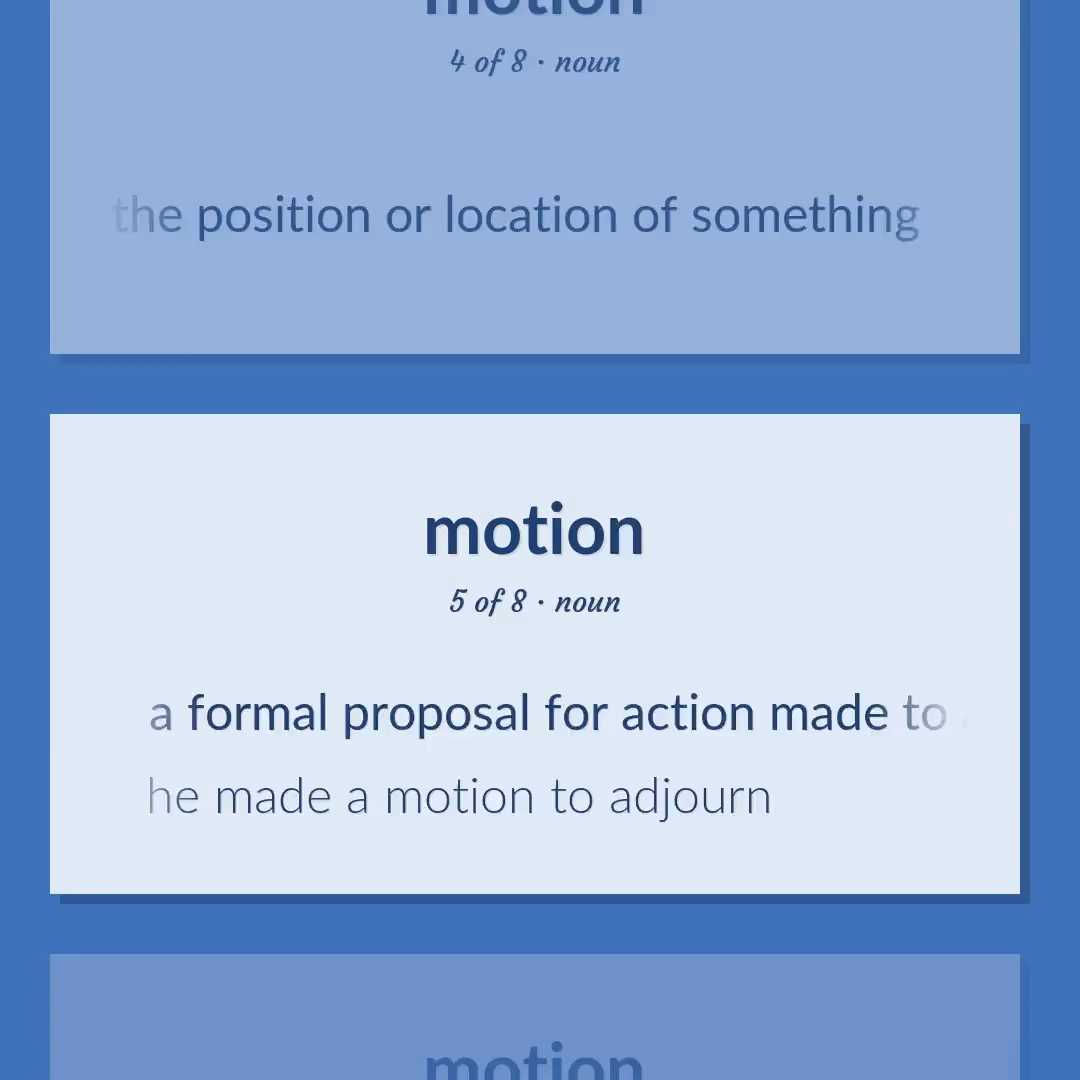 motion
4 of 8 · noun
the position or location of something
motion
5 of 8 · noun
a formal proposal for action made to
he made a motion to adjourn
motion